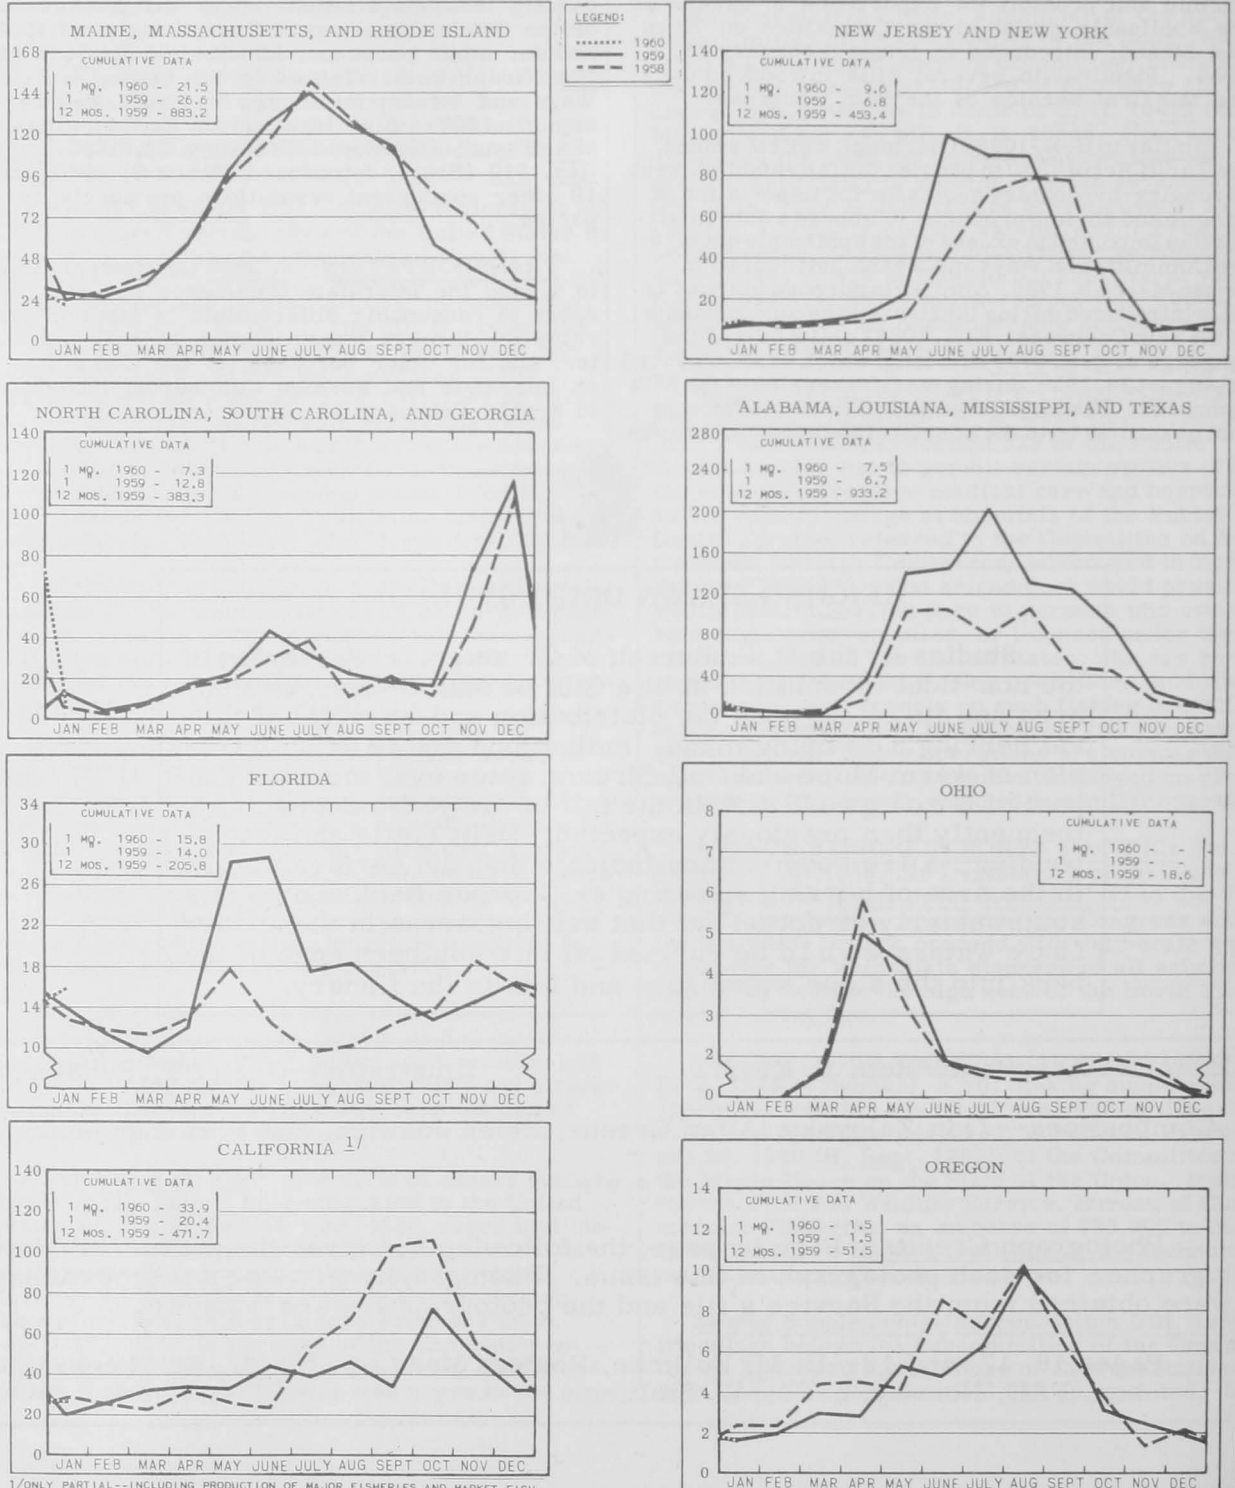 MAINE, MASSACHUSETTS, AND RHODE ISLAND
CUMULATIVE DATA
1 MO. 1960 - 21.5
1 " 1959 - 26.6
12 MOS. 1959 - 883.2
168
144
120
96
72
48
24
0
JAN FEB MAR APR MAY JUNE JULY AUG SEPT OCT NOV DEC
LEGEND:
1960
1959
1958
NEW JERSEY AND NEW YORK
CUMULATIVE DATA
1 MO. 1960 - 9.6
1 " 1959 - 6.8
12 MOS. 1959 - 453.4
140
120
100
80
60
40
20
0
JAN FEB MAR APR MAY JUNE JULY AUG SEPT OCT NOV DEC
NORTH CAROLINA, SOUTH CAROLINA, AND GEORGIA
CUMULATIVE DATA
1 MO. 1960 - 7.3
1 " 1959 - 12.8
12 MOS. 1959 - 383.3
140
120
100
80
60
40
20
0
JAN FEB MAR APR MAY JUNE JULY AUG SEPT OCT NOV DEC
ALABAMA, LOUISIANA, MISSISSIPPI, AND TEXAS
CUMULATIVE DATA
1 MO. 1960 - 7.5
1 " 1959 - 6.7
12 MOS. 1959 - 933.2
280
240
200
160
120
80
40
0
JAN FEB MAR APR MAY JUNE JULY AUG SEPT OCT NOV DEC
FLORIDA
CUMULATIVE DATA
1 MO. 1960 - 15.8
1 " 1959 - 14.0
12 MOS. 1959 - 205.8
34
30
26
22
18
14
10
0
JAN FEB MAR APR MAY JUNE JULY AUG SEPT OCT NOV DEC
OHIO
CUMULATIVE DATA
1 MO. 1960 - -
1 " 1959 - -
12 MOS. 1959 - 18.6
8
7
6
5
4
3
2
0
JAN FEB MAR APR MAY JUNE JULY AUG SEPT OCT NOV DEC
CALIFORNIA 1/
CUMULATIVE DATA
1 MO. 1960 - 33.9
1 " 1959 - 20.4
12 MOS. 1959 - 471.7
140
120
100
80
60
40
20
0
JAN FEB MAR APR MAY JUNE JULY AUG SEPT OCT NOV DEC
1/ONLY PARTIAL--INCLUDING PRODUCTION OF MAJOR FISHERIES AND MARKET FISH
OREGON
CUMULATIVE DATA
1 MO. 1960 - 1.5
1 " 1959 - 1.5
12 MOS. 1959 - 51.5
14
12
10
8
6
4
2
0
JAN FEB MAR APR MAY JUNE JULY AUG SEPT OCT NOV DEC